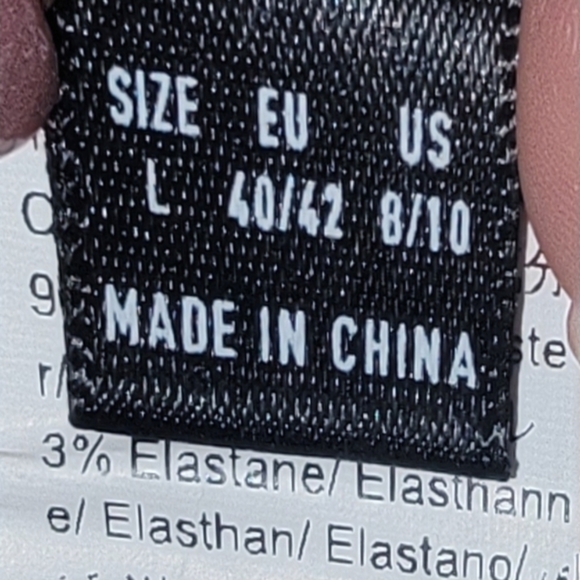 SIZE EU US
L 40/42 8/10
MADE IN CHINA
3% Elastane/ Elasthann
e/ Elasthan/ Elastano/